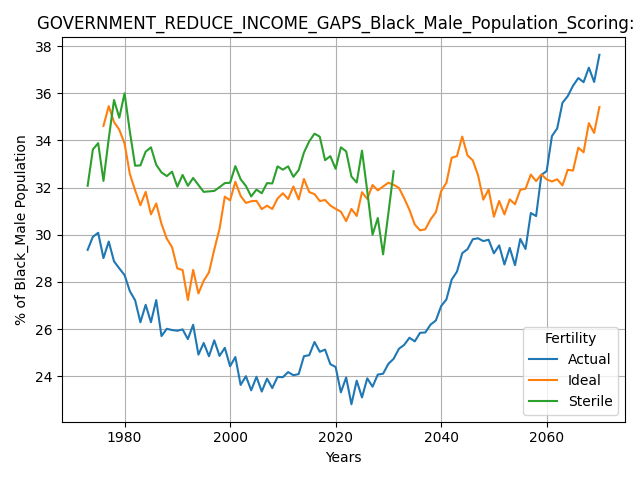 GOVERNMENT_REDUCE_INCOME_GAPS_Black_Male_Population_Scoring:
38
36
34
32
30
28
26
24
% of Black_Male Population
1980 2000 2020 2040 2060
Years
Fertility
Actual
Ideal
Sterile